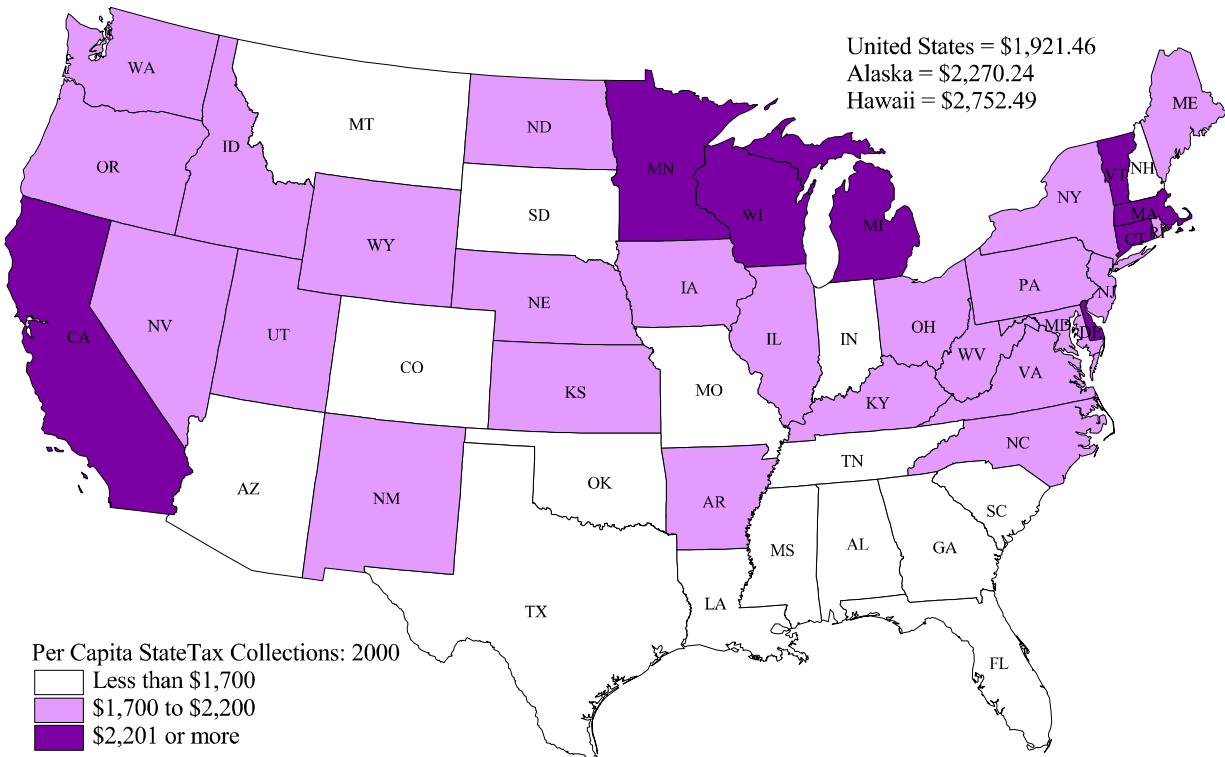 United States = $1,921.46
Alaska = $2,270.24
Hawaii = $2,752.49
WA
MT
ND
MN
ME
OR
ID
SD
WI
MI
NY
VT
NH
MA
CT
RI
WY
IA
NE
PA
NJ
CA
NV
UT
CO
KS
MO
IL
IN
OH
WV
MD
DE
VA
KY
NC
TN
AZ
NM
OK
AR
SC
MS
AL
GA
TX
LA
FL
Per Capita StateTax Collections: 2000
Less than $1,700
$1,700 to $2,200
$2,201 or more